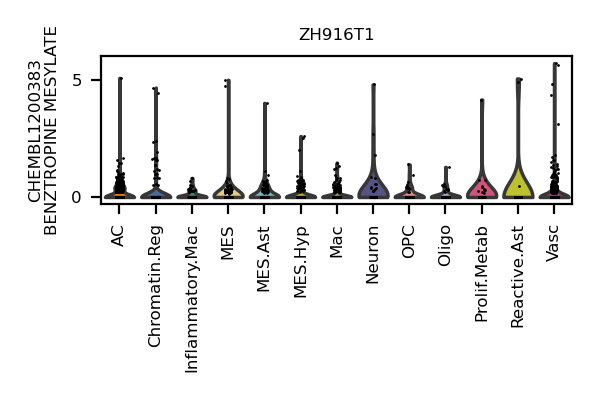 ZH916T1
CHEMBL1200383
BENZTROPINE MESYLATE
5
0
AC
Chromatin.Reg
Inflammatory.Mac
MES
MES.Ast
MES.Hyp
Mac
Neuron
OPC
Oligo
Prolif.Metab
Reactive.Ast
Vasc